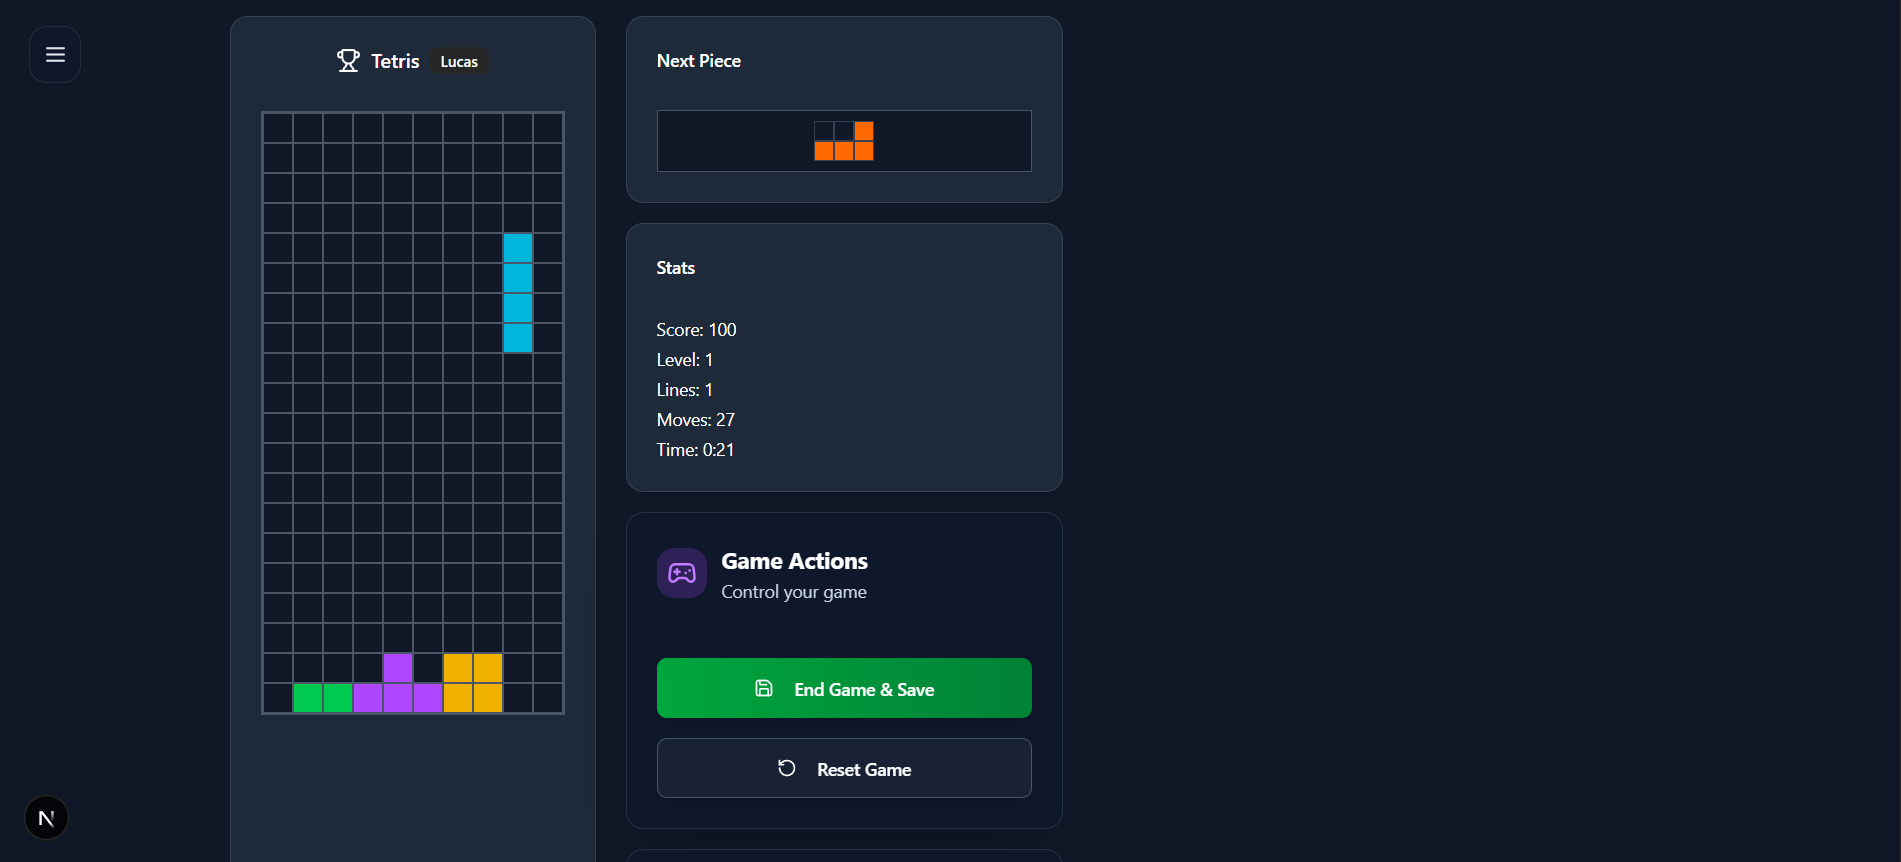 Tetris Lucas
Next Piece
Stats
Score: 100
Level: 1
Lines: 1
Moves: 27
Time: 0:21
Game Actions
Control your game
End Game & Save
Reset Game
N